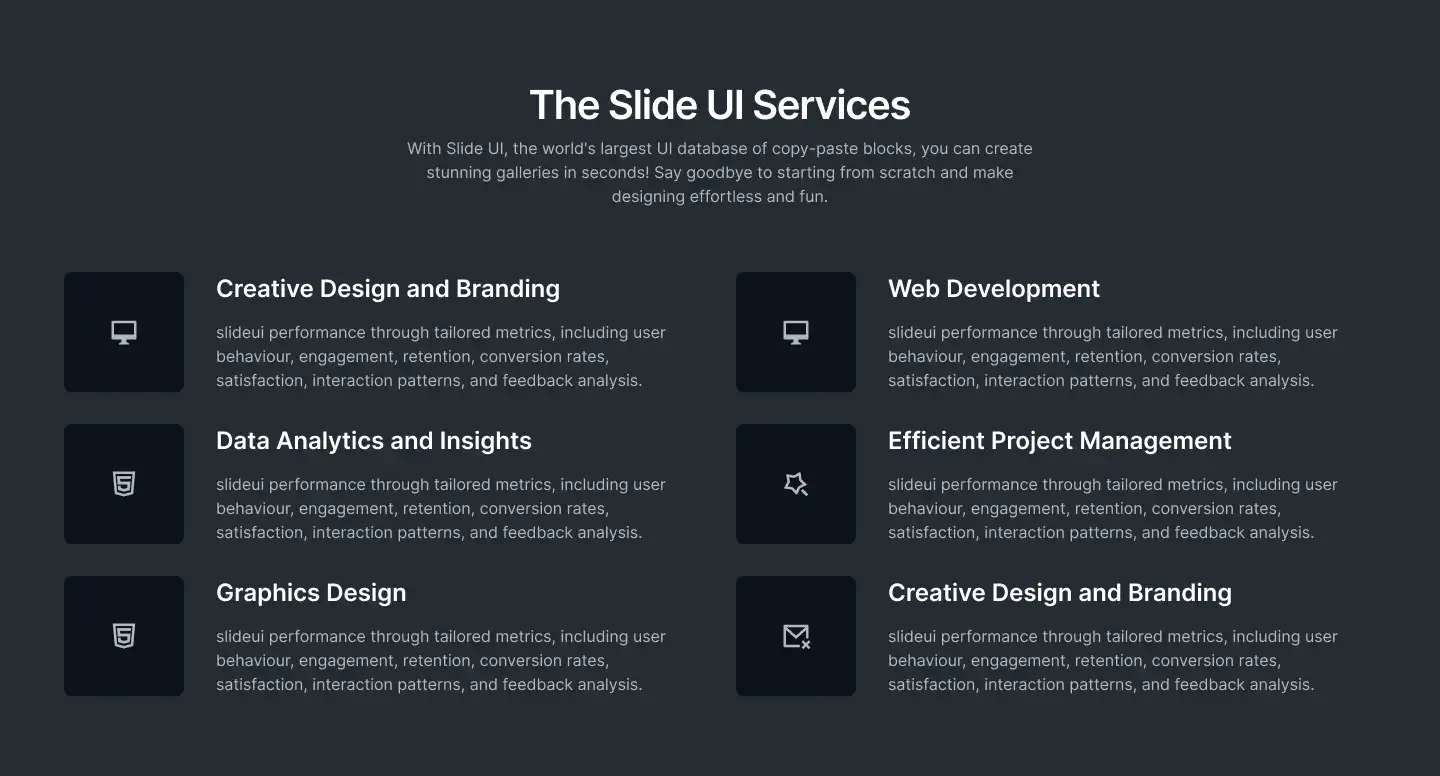 The Slide UI Services
With Slide UI, the world's largest UI database of copy-paste blocks, you can create
stunning galleries in seconds! Say goodbye to starting from scratch and make
designing effortless and fun.
Creative Design and Branding
slideui performance through tailored metrics, including user
behaviour, engagement, retention, conversion rates,
satisfaction, interaction patterns, and feedback analysis.
Web Development
slideui performance through tailored metrics, including user
behaviour, engagement, retention, conversion rates,
satisfaction, interaction patterns, and feedback analysis.
Data Analytics and Insights
slideui performance through tailored metrics, including user
behaviour, engagement, retention, conversion rates,
satisfaction, interaction patterns, and feedback analysis.
Efficient Project Management
slideui performance through tailored metrics, including user
behaviour, engagement, retention, conversion rates,
satisfaction, interaction patterns, and feedback analysis.
Graphics Design
slideui performance through tailored metrics, including user
behaviour, engagement, retention, conversion rates,
satisfaction, interaction patterns, and feedback analysis.
Creative Design and Branding
slideui performance through tailored metrics, including user
behaviour, engagement, retention, conversion rates,
satisfaction, interaction patterns, and feedback analysis.